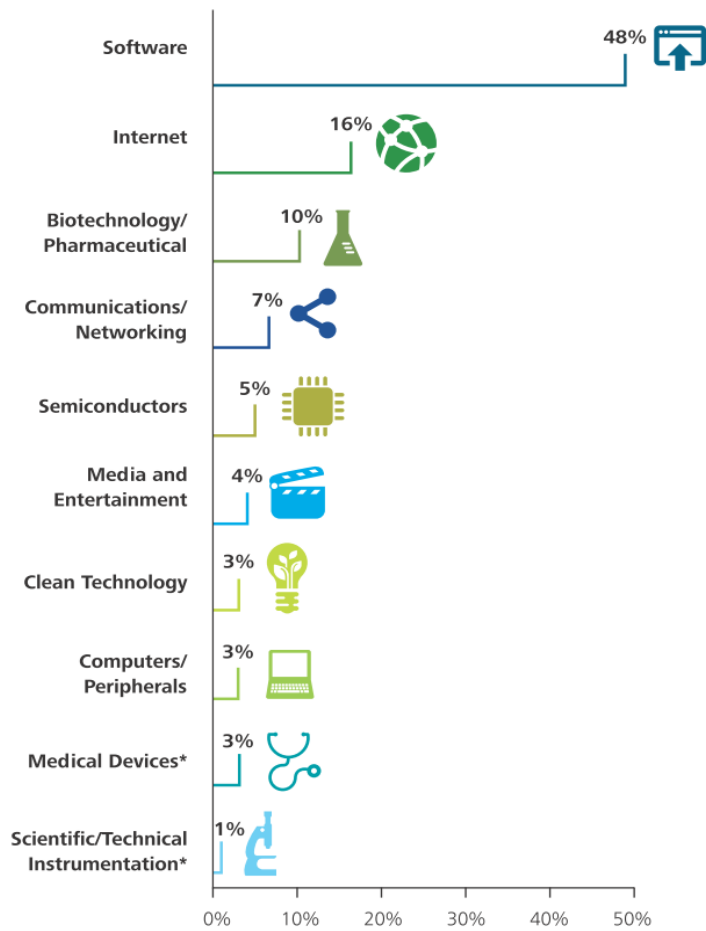 Software
48%
Internet
16%
Biotechnology/
Pharmaceutical
10%
Communications/
Networking
7%
Semiconductors
5%
Media and
Entertainment
4%
Clean Technology
3%
Computers/
Peripherals
3%
Medical Devices*
3%
Scientific/Technical
Instrumentation*
1%
0% 10% 20% 30% 40% 50%